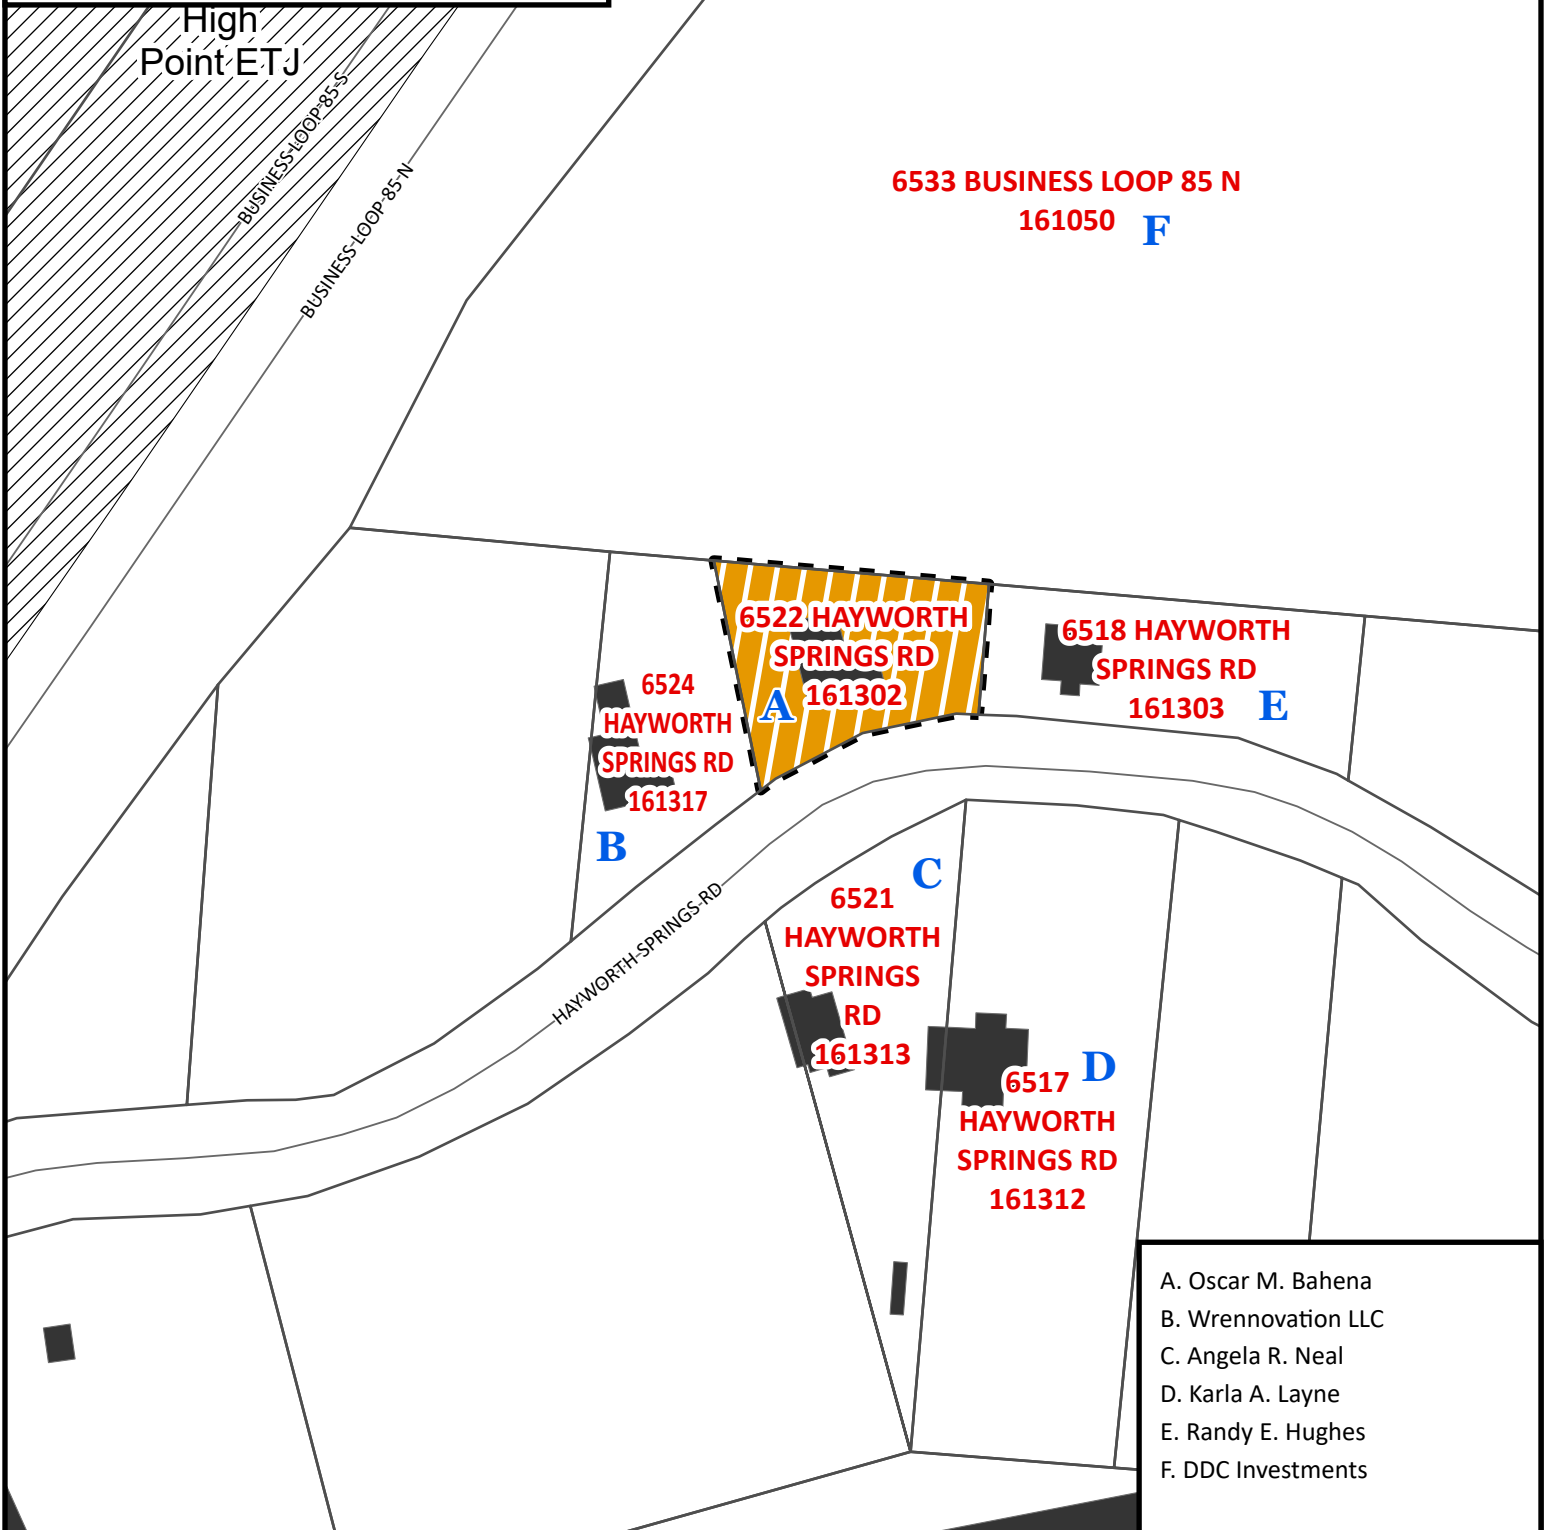 High
Point ETJ
BUSINESS LOOP 85 S
BUSINESS LOOP 85 N
6533 BUSINESS LOOP 85 N
161050
F
6522 HAYWORTH
SPRINGS RD
161302
A
6518 HAYWORTH
SPRINGS RD
161303
E
6524
HAYWORTH
SPRINGS RD
161317
B
HAYWORTH SPRINGS RD
C
6521
HAYWORTH
SPRINGS
RD
161313
D
6517
HAYWORTH
SPRINGS RD
161312
A. Oscar M. Bahena
B. Wrennovation LLC
C. Angela R. Neal
D. Karla A. Layne
E. Randy E. Hughes
F. DDC Investments